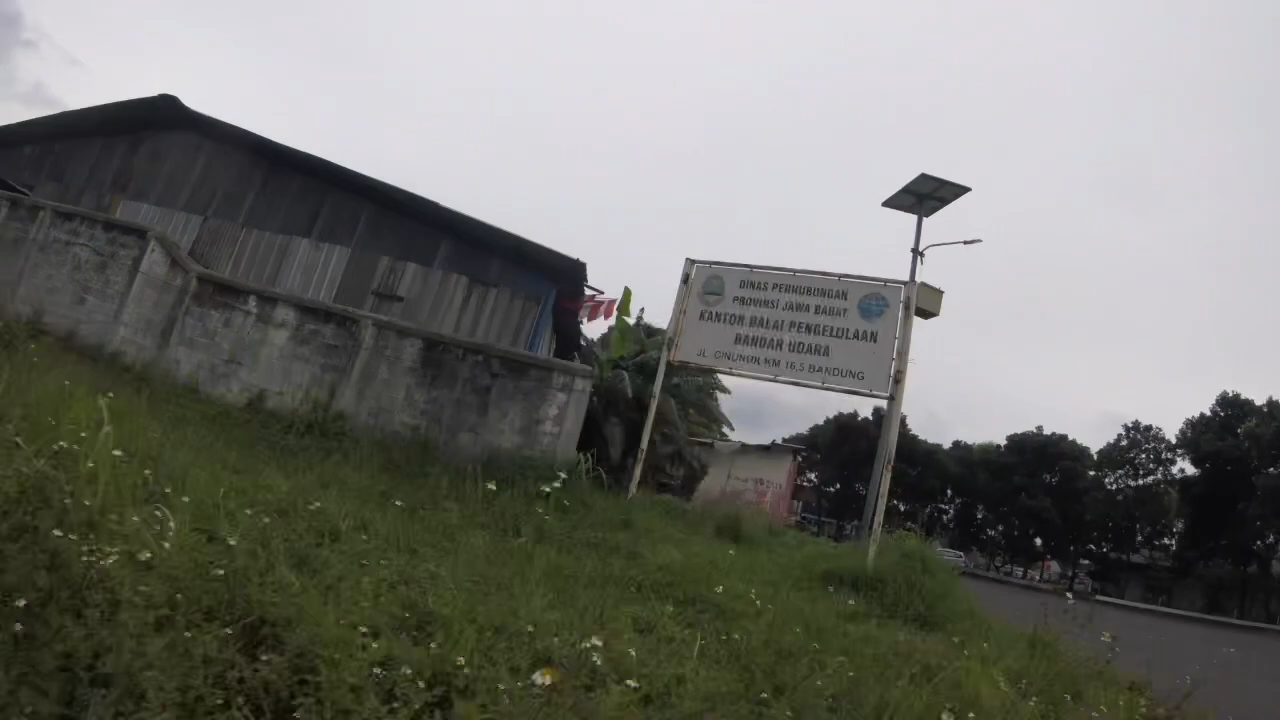 DINAS PERHUBUNGAN
PROVINSI JAWA BARAT
KANTOR BALAI PENGELOLAAN
BANDAR UDARA
JL. CINUNUK KM 16,5 BANDUNG